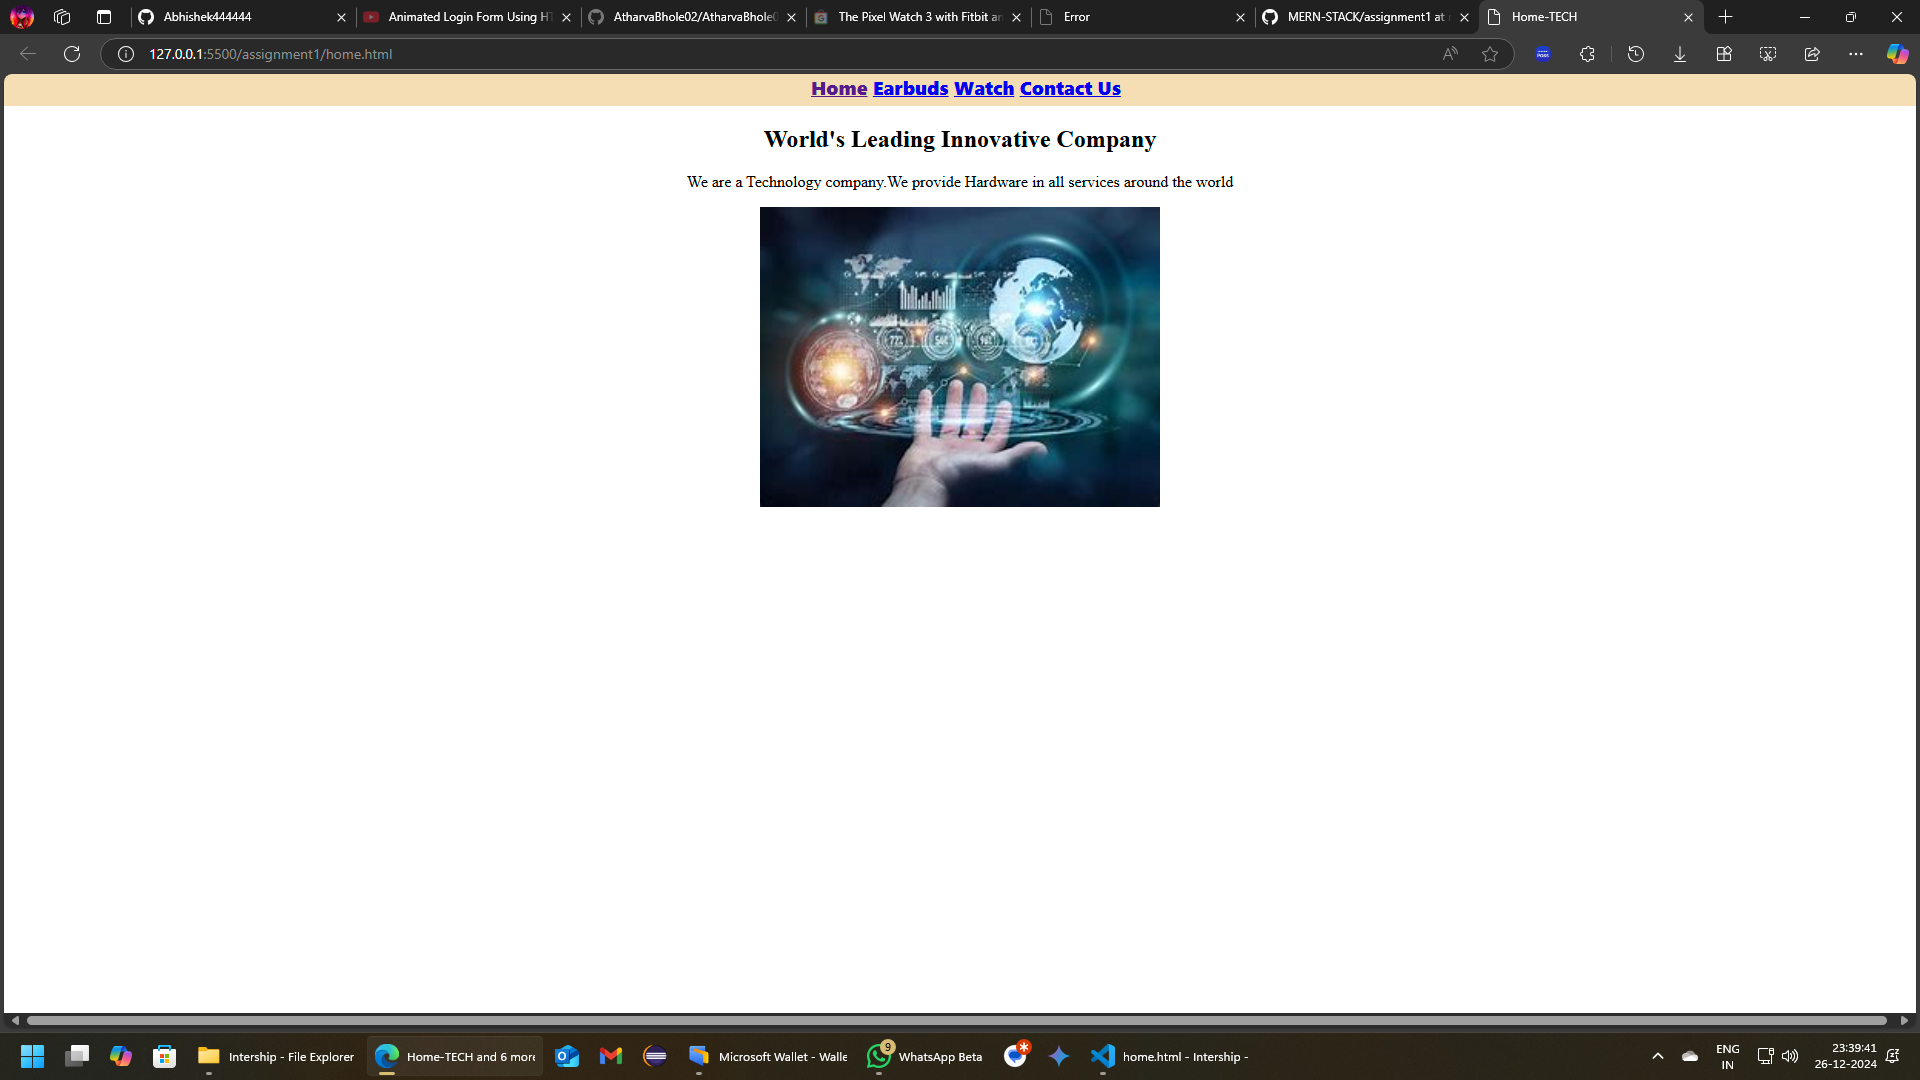 Abhishek444444
Animated Login Form Using HT
AtharvaBhole02/AtharvaBhole0
The Pixel Watch 3 with Fitbit an
Error
MERN-STACK/assignment1 at
Home-TECH
127.0.0.1:5500/assignment1/home.html
Home Earbuds Watch Contact Us
World's Leading Innovative Company
We are a Technology company.We provide Hardware in all services around the world
Intership - File Explorer
Home-TECH and 6 more
Microsoft Wallet - Walle
9
WhatsApp Beta
home.html - Intership -
ENG
IN
23:39:41
26-12-2024